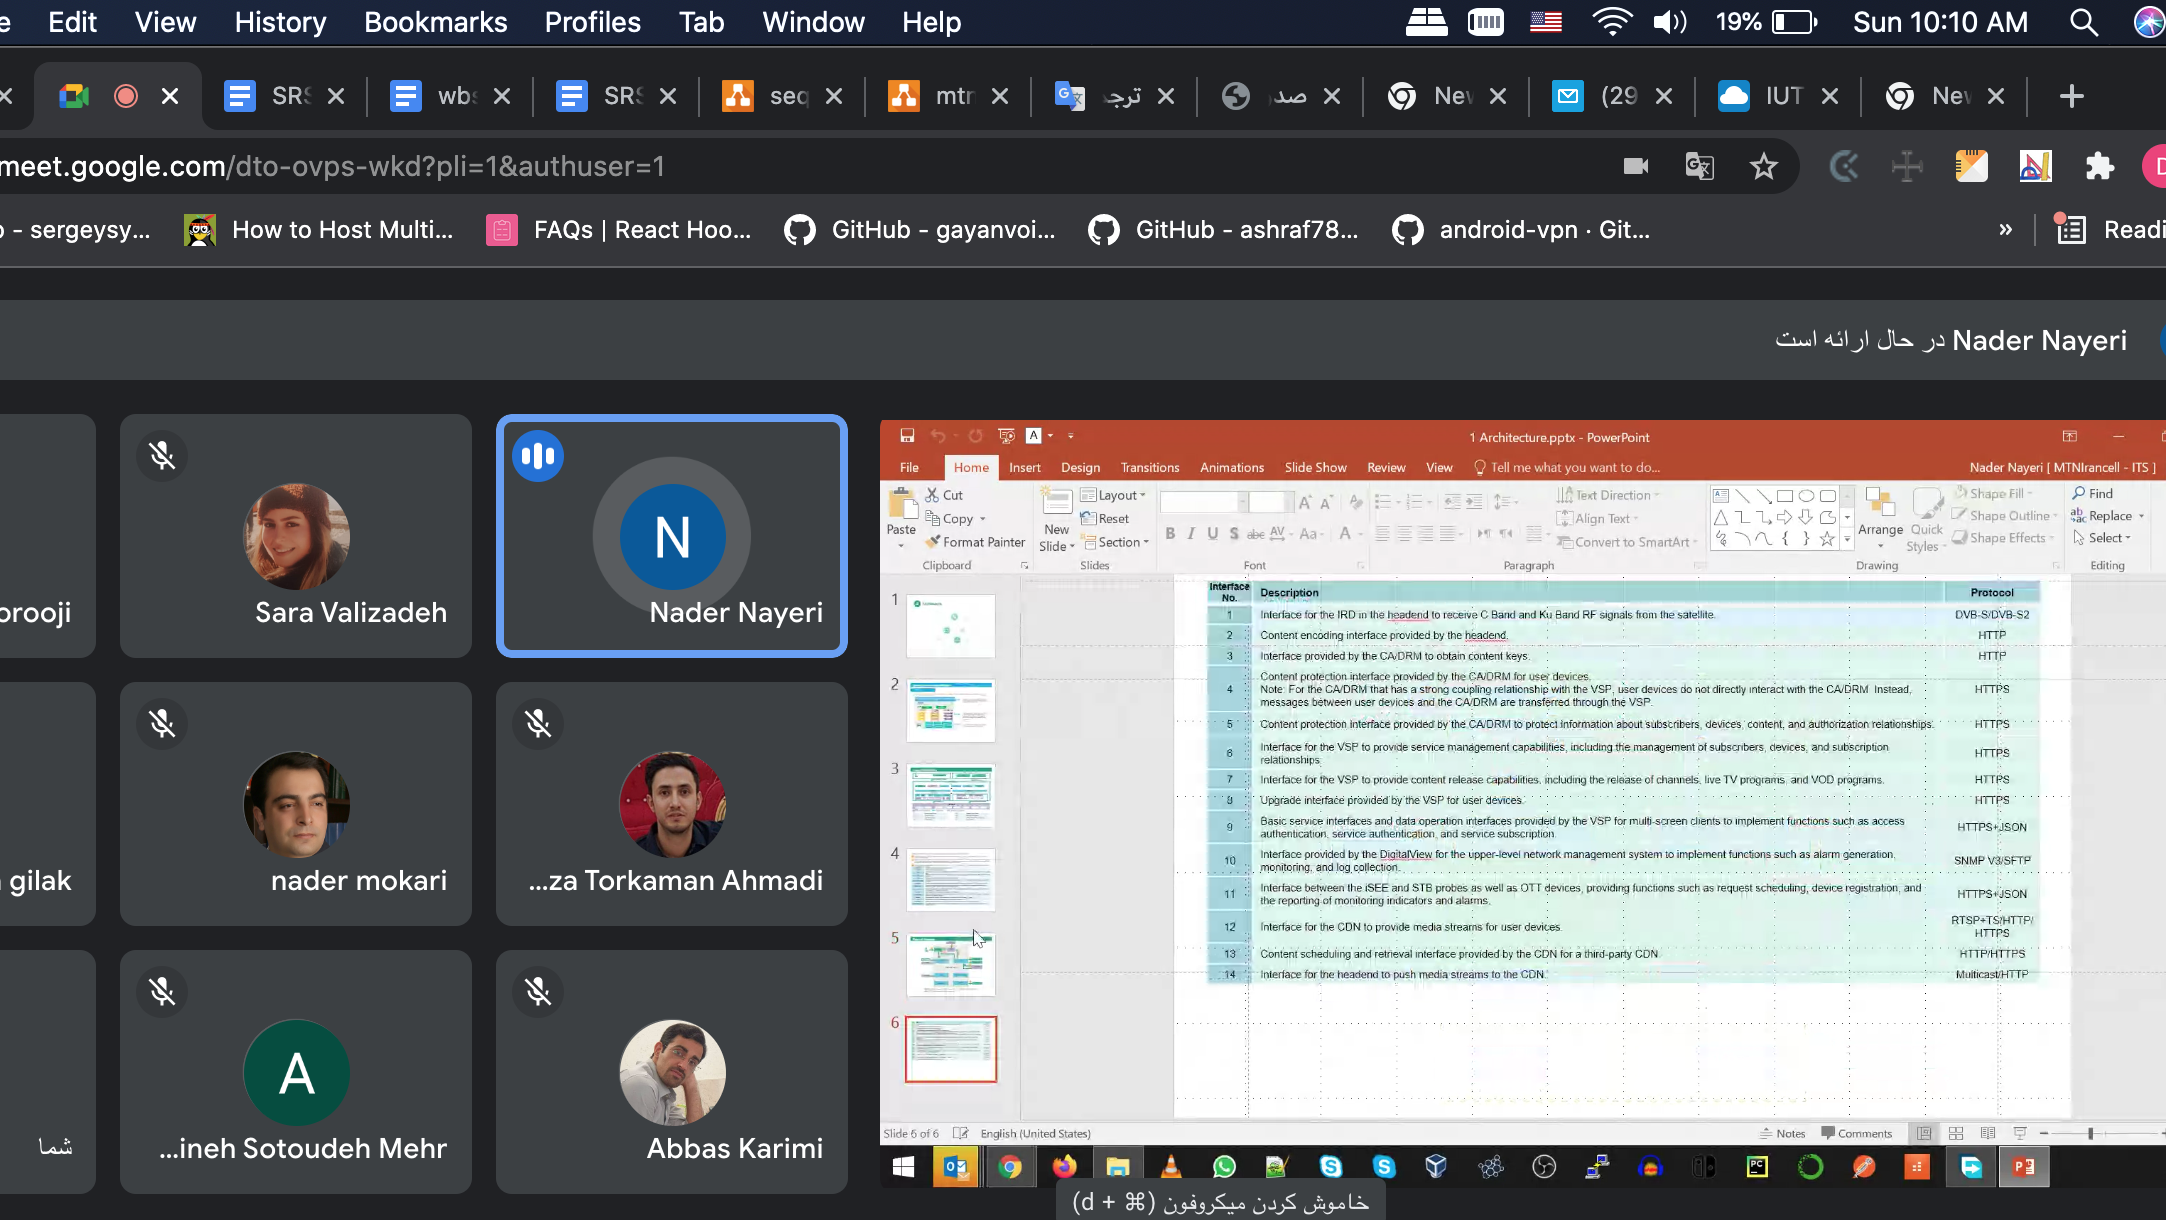 Edit View History Bookmarks Profiles Tab Window Help 19% Sun 10:10 AM
SRS wbs SRS seq mtn ترجـ صدو New (29 IUT New
meet.google.com/dto-ovps-wkd?pli=1&authuser=1
- sergeysy... How to Host Multi... FAQs | React Hoo... GitHub - gayanvoi... GitHub - ashraf78... android-vpn · Git... » Readi
Nader Nayeri در حال ارائه است
orooji
Sara Valizadeh
N
Nader Nayeri
gilak
nader mokari
...za Torkaman Ahmadi
شما
A
...ineh Sotoudeh Mehr
Abbas Karimi
1 Architecture.pptx - PowerPoint
File Home Insert Design Transitions Animations Slide Show Review View Tell me what you want to do... Nader Nayeri [ MTNIrancell - ITS ]
Paste
Cut
Copy
Format Painter
Clipboard
New
Slide
Layout
Reset
Section
Slides
B I U S abc AV Aa A
Font
Text Direction
Align Text
Convert to SmartArt
Paragraph
Arrange
Quick
Styles
Shape Fill
Shape Outline
Shape Effects
Drawing
Find
Replace
Select
Editing
1
2
3
4
5
6
Interface No. Description Protocol
1 Interface for the IRD in the headend to receive C Band and Ku Band RF signals from the satellite. DVB-S/DVB-S2
2 Content encoding interface provided by the headend. HTTP
3 Interface provided by the CA/DRM to obtain content keys. HTTP
4 Content protection interface provided by the CA/DRM for user devices.
Note: For the CA/DRM that has a strong coupling relationship with the VSP, user devices do not directly interact with the CA/DRM. Instead,
messages between user devices and the CA/DRM are transferred through the VSP. HTTPS
5 Content protection interface provided by the CA/DRM to protect information about subscribers, devices, content, and authorization relationships. HTTPS
6 Interface for the VSP to provide service management capabilities, including the management of subscribers, devices, and subscription
relationships. HTTPS
7 Interface for the VSP to provide content release capabilities, including the release of channels, live TV programs, and VOD programs. HTTPS
8 Upgrade interface provided by the VSP for user devices. HTTPS
9 Basic service interfaces and data operation interfaces provided by the VSP for multi-screen clients to implement functions such as access
authentication, service authentication, and service subscription. HTTPS+JSON
10 Interface provided by the DigitalView for the upper-level network management system to implement functions such as alarm generation,
monitoring, and log collection. SNMP V3/SFTP
11 Interface between the iSEE and STB probes as well as OTT devices, providing functions such as request scheduling, device registration, and
the reporting of monitoring indicators and alarms. HTTPS+JSON
12 Interface for the CDN to provide media streams for user devices. RTSP+TS/HTTP/
HTTPS
13 Content scheduling and retrieval interface provided by the CDN for a third-party CDN. HTTP/HTTPS
14 Interface for the headend to push media streams to the CDN. Multicast/HTTP
Slide 6 of 6 English (United States) Notes Comments
خاموش کردن میکروفون (⌘ + d)